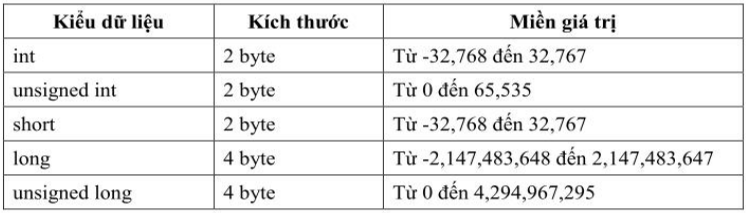 Kiểu dữ liệu Kích thước Miền giá trị
int 2 byte Từ -32,768 đến 32,767
unsigned int 2 byte Từ 0 đến 65,535
short 2 byte Từ -32,768 đến 32,767
long 4 byte Từ -2,147,483,648 đến 2,147,483,647
unsigned long 4 byte Từ 0 đến 4,294,967,295